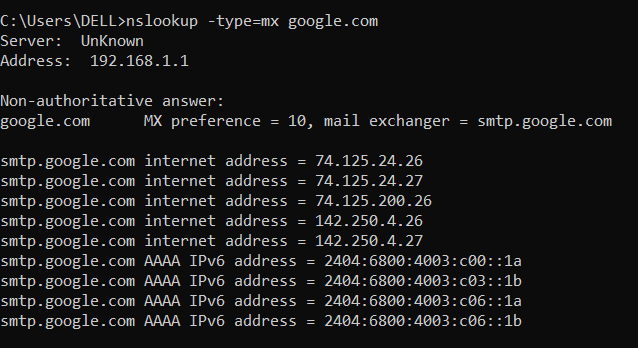 C:\Users\DELL>nslookup -type=mx google.com
Server:  UnKnown
Address:  192.168.1.1

Non-authoritative answer:
google.com      MX preference = 10, mail exchanger = smtp.google.com

smtp.google.com internet address = 74.125.24.26
smtp.google.com internet address = 74.125.24.27
smtp.google.com internet address = 74.125.200.26
smtp.google.com internet address = 142.250.4.26
smtp.google.com internet address = 142.250.4.27
smtp.google.com AAAA IPv6 address = 2404:6800:4003:c00::1a
smtp.google.com AAAA IPv6 address = 2404:6800:4003:c03::1b
smtp.google.com AAAA IPv6 address = 2404:6800:4003:c06::1a
smtp.google.com AAAA IPv6 address = 2404:6800:4003:c06::1b